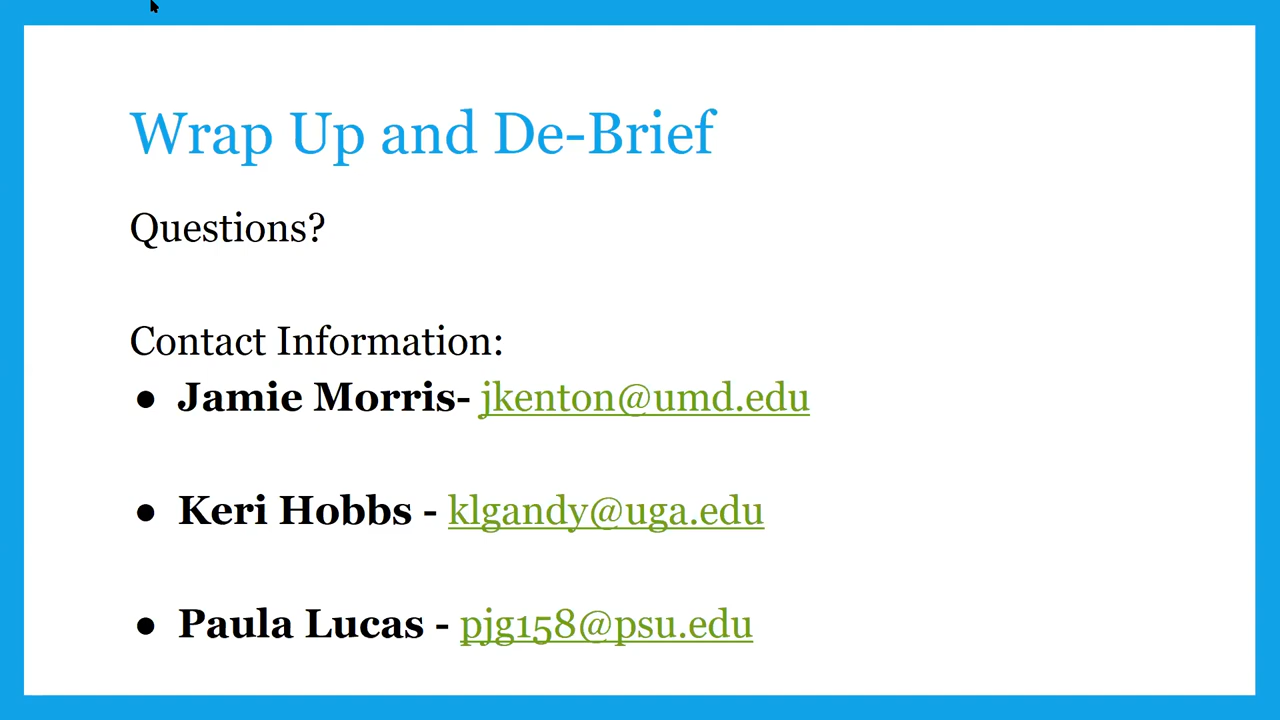 Wrap Up and De-Brief
Questions?
Contact Information:
● Jamie Morris- jkenton@umd.edu
● Keri Hobbs - klgandy@uga.edu
● Paula Lucas - pjg158@psu.edu